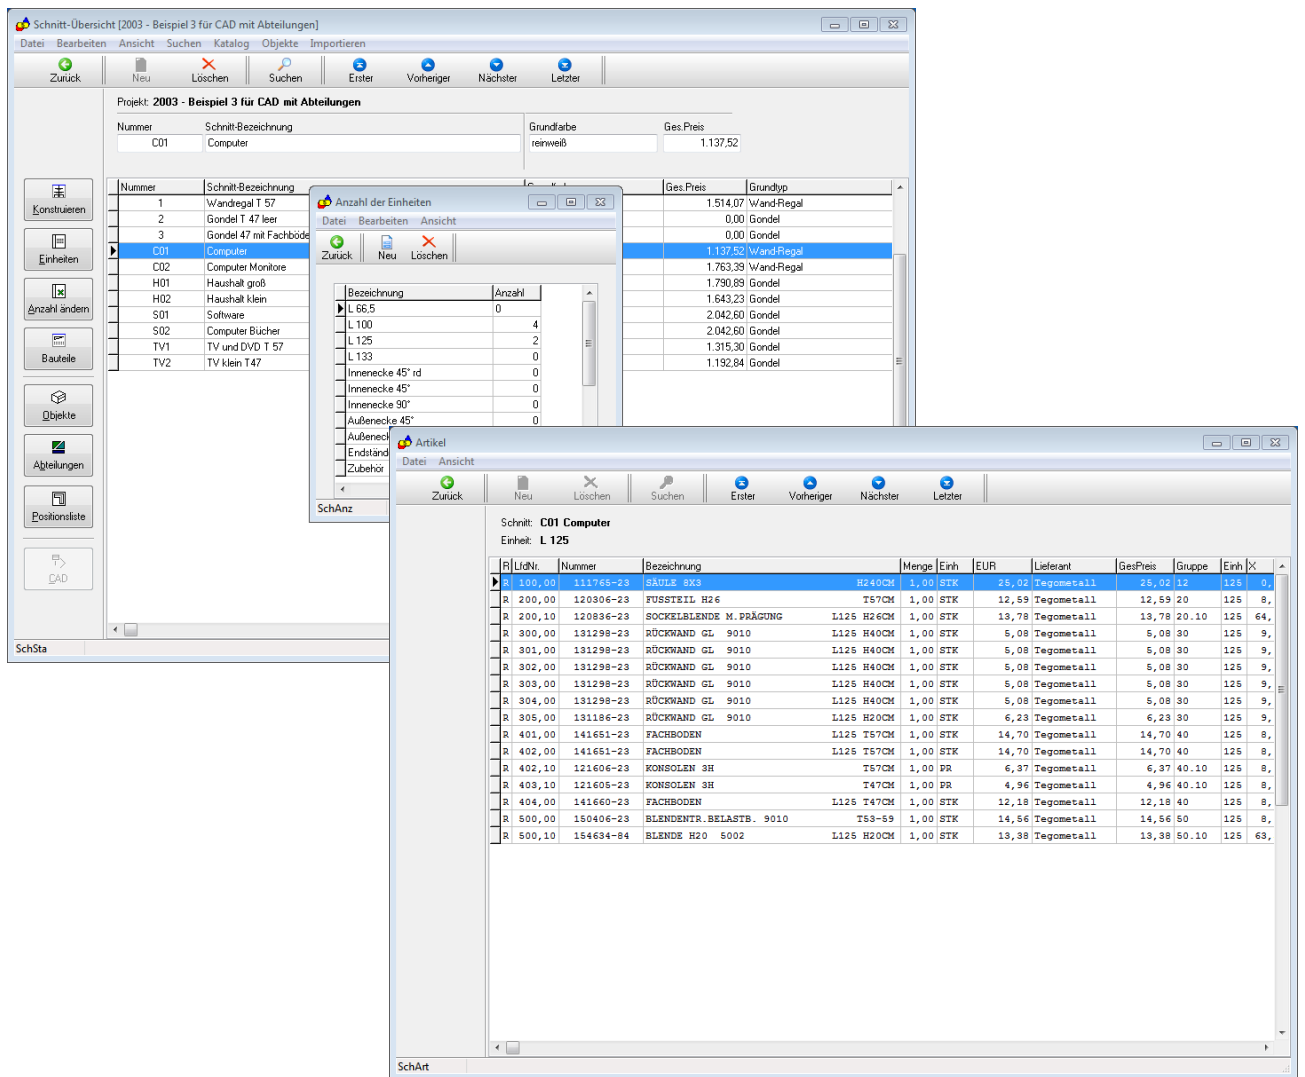 Schnitt-Übersicht [2003 - Beispiel 3 für CAD mit Abteilungen]
Datei Bearbeiten Ansicht Suchen Katalog Objekte Importieren
Zurück Neu Löschen Suchen Erster Vorheriger Nächster Letzter
Projekt: 2003 - Beispiel 3 für CAD mit Abteilungen
Nummer Schnitt-Bezeichnung Grundfarbe Ges.Preis
C01 Computer reinweiß 1.137,52
Konstruieren
Einheiten
Anzahl ändern
Bauteile
Objekte
Abteilungen
Positionsliste
CAD
Nummer Schnitt-Bezeichnung Ges.Preis Grundtyp
1 Wandregal T 57 1.514,07 Wand-Regal
2 Gondel T 47 leer 0,00 Gondel
3 Gondel 47 mit Fachböde 0,00 Gondel
C01 Computer 1.137,52 Wand-Regal
C02 Computer Monitore 1.763,39 Wand-Regal
H01 Haushalt groß 1.790,89 Gondel
H02 Haushalt klein 1.643,23 Gondel
S01 Software 2.042,60 Gondel
S02 Computer Bücher 2.042,60 Gondel
TV1 TV und DVD T 57 1.315,30 Gondel
TV2 TV klein T47 1.192,84 Gondel
SchSta
Anzahl der Einheiten
Datei Bearbeiten Ansicht
Zurück Neu Löschen
Bezeichnung Anzahl
L 66,5 0
L 100 4
L 125 2
L 133 0
Innenecke 45° rd 0
Innenecke 45° 0
Innenecke 90° 0
Außenecke 45° 0
Außeneck
Endstände
Zubehör
SchAnz
Artikel
Datei Ansicht
Zurück Neu Löschen Suchen Erster Vorheriger Nächster Letzter
Schnitt: C01 Computer
Einheit: L 125
R LfdNr. Nummer Bezeichnung Menge Einh EUR Lieferant GesPreis Gruppe Einh X
R 100,00 111765-23 SÄULE 8X3 H240CM 1,00 STK 25,02 Tegometall 25,02 12 125 0,
R 200,00 120306-23 FUSSTEIL H26 T57CM 1,00 STK 12,59 Tegometall 12,59 20 125 8,
R 200,10 120836-23 SOCKELBLENDE M.PRÄGUNG L125 H26CM 1,00 STK 13,78 Tegometall 13,78 20.10 125 64,
R 300,00 131298-23 RÜCKWAND GL 9010 L125 H40CM 1,00 STK 5,08 Tegometall 5,08 30 125 9,
R 301,00 131298-23 RÜCKWAND GL 9010 L125 H40CM 1,00 STK 5,08 Tegometall 5,08 30 125 9,
R 302,00 131298-23 RÜCKWAND GL 9010 L125 H40CM 1,00 STK 5,08 Tegometall 5,08 30 125 9,
R 303,00 131298-23 RÜCKWAND GL 9010 L125 H40CM 1,00 STK 5,08 Tegometall 5,08 30 125 9,
R 304,00 131298-23 RÜCKWAND GL 9010 L125 H40CM 1,00 STK 5,08 Tegometall 5,08 30 125 9,
R 305,00 131186-23 RÜCKWAND GL 9010 L125 H20CM 1,00 STK 6,23 Tegometall 6,23 30 125 9,
R 401,00 141651-23 FACHBODEN L125 T57CM 1,00 STK 14,70 Tegometall 14,70 40 125 8,
R 402,00 141651-23 FACHBODEN L125 T57CM 1,00 STK 14,70 Tegometall 14,70 40 125 8,
R 402,10 121606-23 KONSOLEN 3H T57CM 1,00 PR 6,37 Tegometall 6,37 40.10 125 8,
R 403,10 121605-23 KONSOLEN 3H T47CM 1,00 PR 4,96 Tegometall 4,96 40.10 125 8,
R 404,00 141660-23 FACHBODEN L125 T47CM 1,00 STK 12,18 Tegometall 12,18 40 125 8,
R 500,00 150406-23 BLENDENTR.BELASTB. 9010 T53-59 1,00 STK 14,56 Tegometall 14,56 50 125 8,
R 500,10 154634-84 BLENDE H20 5002 L125 H20CM 1,00 STK 13,38 Tegometall 13,38 50.10 125 63,
SchArt